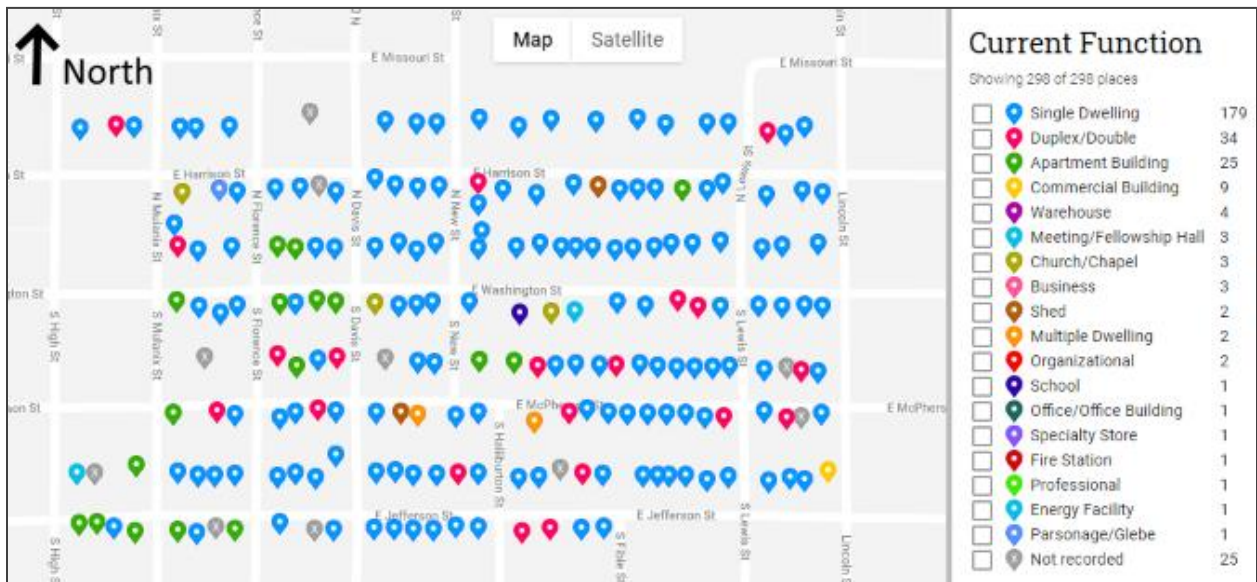 North
Map
Satellite
E Missouri St
E Missouri St
E Harrison St
E Harrison St
N Mulanix St
N Florence St
N Davis St
N New St
N Lewis St
Lincoln St
E Washington St
S High St
S Mulanix St
S Florence St
S Davis St
S New St
S Lewis St
E McPh
E McPhers
S Halliburton St
E Jefferson St
E Jefferson St
S High S
S Lewis St
Lincoln S
Current Function
Showing 298 of 298 places
Single Dwelling 179
Duplex/Double 34
Apartment Building 25
Commercial Building 9
Warehouse 4
Meeting/Fellowship Hall 3
Church/Chapel 3
Business 3
Shed 2
Multiple Dwelling 2
Organizational 2
School 1
Office/Office Building 1
Specialty Store 1
Fire Station 1
Professional 1
Energy Facility 1
Parsonage/Glebe 1
Not recorded 25